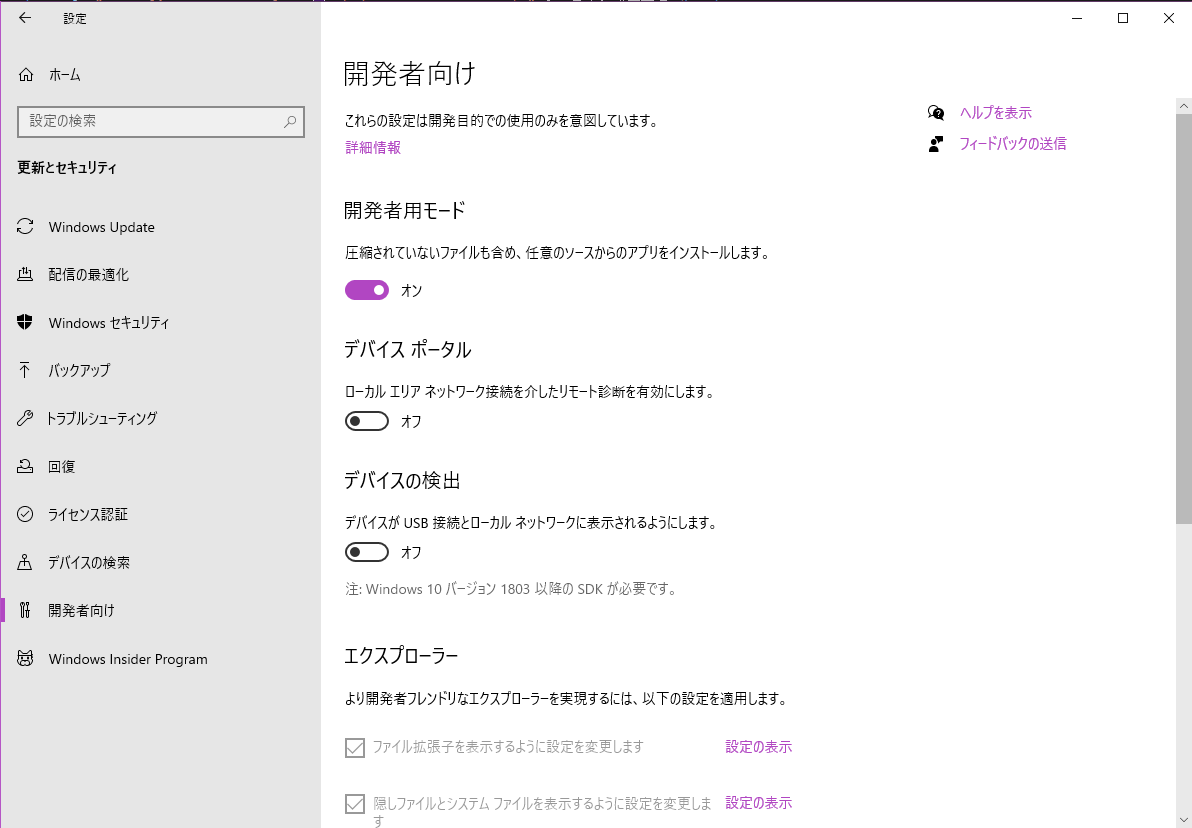 設定
ホーム
設定の検索
更新とセキュリティ
Windows Update
配信の最適化
Windows セキュリティ
バックアップ
トラブルシューティング
回復
ライセンス認証
デバイスの検索
開発者向け
Windows Insider Program
開発者向け
これらの設定は開発目的での使用のみを意図しています。
詳細情報
開発者用モード
圧縮されていないファイルも含め、任意のソースからのアプリをインストールします。
オン
デバイス ポータル
ローカル エリア ネットワーク接続を介したリモート診断を有効にします。
オフ
デバイスの検出
デバイスが USB 接続とローカル ネットワークに表示されるようにします。
オフ
注: Windows 10 バージョン 1803 以降の SDK が必要です。
エクスプローラー
より開発者フレンドリなエクスプローラーを実現するには、以下の設定を適用します。
ファイル拡張子を表示するように設定を変更します
設定の表示
隠しファイルとシステム ファイルを表示するように設定を変更しま
す
設定の表示
ヘルプを表示
フィードバックの送信